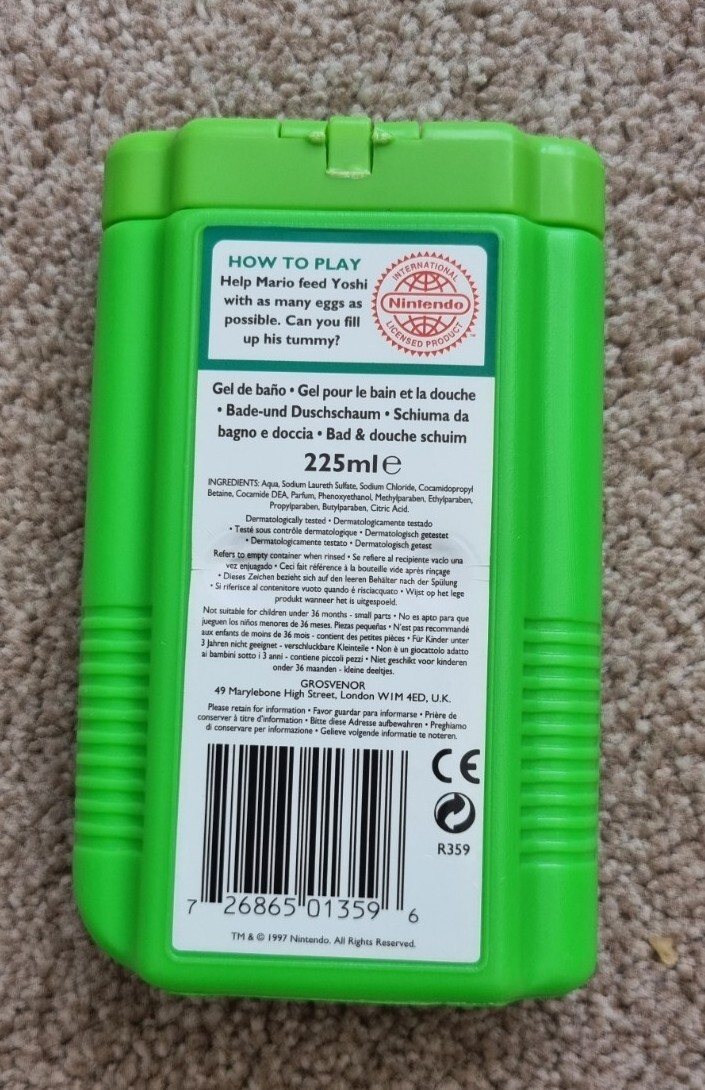 HOW TO PLAY
Help Mario feed Yoshi
with as many eggs as
possible. Can you fill
up his tummy?
INTERNATIONAL
Nintendo
LICENSED PRODUCT
Gel de baño • Gel pour le bain et la douche
• Bade-und Duschschaum • Schiuma da
bagno e doccia • Bad & douche schuim
225ml e
INGREDIENTS: Aqua, Sodium Laureth Sulfate, Sodium Chloride, Cocamidopropyl
Betaine, Cocamide DEA, Parfum, Phenoxyethanol, Methylparaben, Ethylparaben,
Propylparaben, Butylparaben, Citric Acid.
Dermatologically tested • Dermatologicamente testado
• Testé sous contrôle dermatologique • Dermatologisch getestet
• Dermatologicamente testato • Dermatologisch getest
Refers to empty container when rinsed • Se refiere al recipiente vacio una
vez enjuagado • Ceci fait référence à la bouteille vide après rinçage
• Dieses Zeichen bezieht sich auf den leeren Behälter nach der Spülung
• Si riferisce al contenitore vuoto quando è risciacquato • Wijst op het lege
produkt wanneer het is uitgespoeld.
Not suitable for children under 36 months - small parts • No es apto para que
jueguen los niños menores de 36 meses. Piezas pequeñas • N'est pas recommandé
aux enfants de moins de 36 mois - contient des petites pièces • Für Kinder unter
3 Jahren nicht geeignet - verschluckbare Kleinteile • Non è un giocattolo adatto
ai bambini sotto i 3 anni - contiene piccoli pezzi • Niet geschikt voor kinderen
onder 36 maanden - kleine deeltjes.
GROSVENOR
49 Marylebone High Street, London W1M 4ED, U.K.
Please retain for information • Favor guardar para informarse • Prière de
conserver à titre d'information • Bitte diese Adresse aufbewahren • Preghiamo
di conservare per informazione • Gelieve volgende informatie te noteren.
CE
R359
7 26865 01359 6
TM & © 1997 Nintendo. All Rights Reserved.